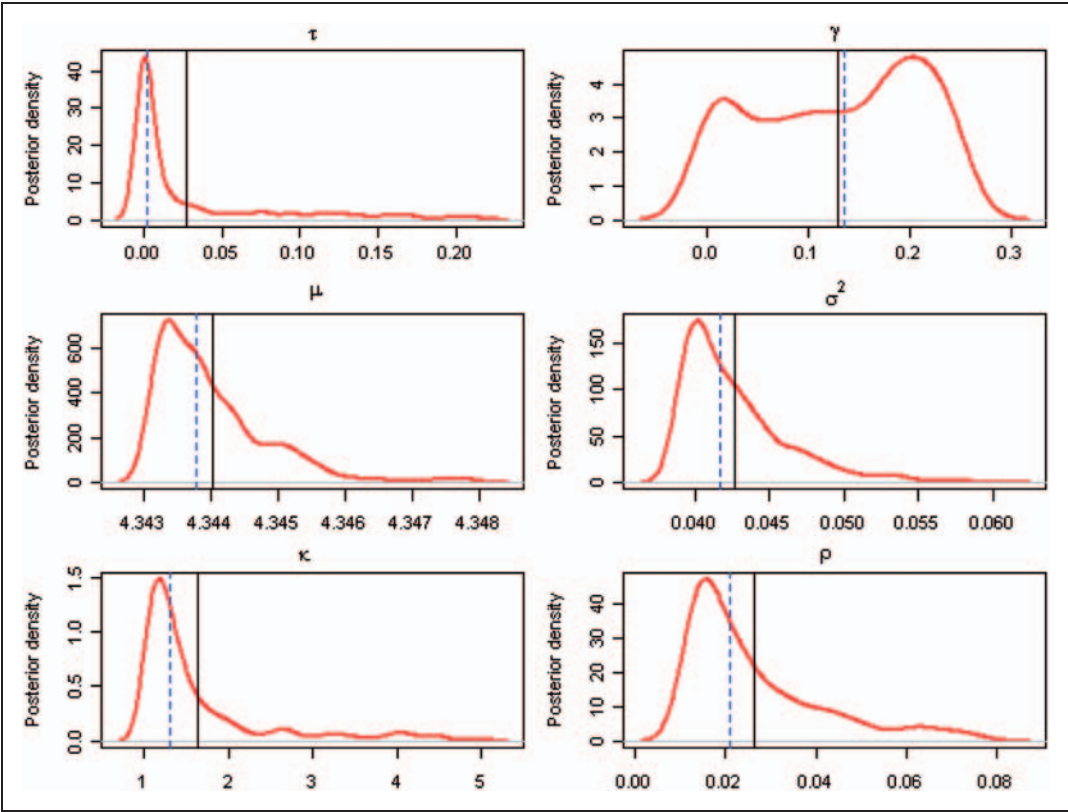 τ
Posterior density
0 10 20 30 40
0.00 0.05 0.10 0.15 0.20
γ
Posterior density
0 1 2 3 4
0.0 0.1 0.2 0.3
μ
Posterior density
0 200 400 600
4.343 4.344 4.345 4.346 4.347 4.348
σ²
Posterior density
0 50 100 150
0.040 0.045 0.050 0.055 0.060
κ
Posterior density
0.0 0.5 1.0 1.5
1 2 3 4 5
ρ
Posterior density
0 10 20 30 40
0.00 0.02 0.04 0.06 0.08